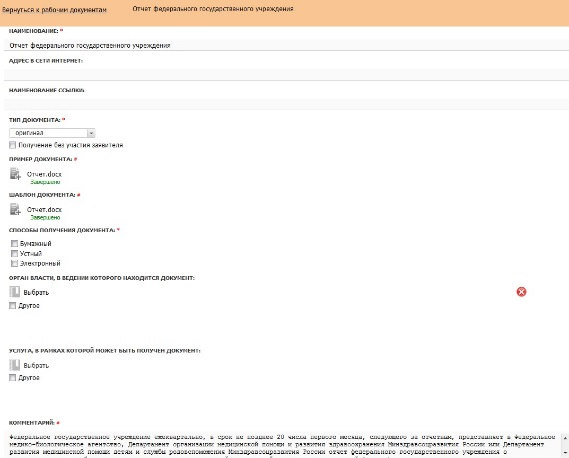 Вернуться к рабочим документам
Отчет федерального государственного учреждения
НАИМЕНОВАНИЕ: *
Отчет федерального государственного учреждения
АДРЕС В СЕТИ ИНТЕРНЕТ:
НАИМЕНОВАНИЕ ССЫЛКИ:
ТИП ДОКУМЕНТА: *
оригинал
Получение без участия заявителя
ПРИМЕР ДОКУМЕНТА: *
Отчет.docx
Завершено
ШАБЛОН ДОКУМЕНТА: *
Отчет.docx
Завершено
СПОСОБЫ ПОЛУЧЕНИЯ ДОКУМЕНТА: *
Бумажный
Устный
Электронный
ОРГАН ВЛАСТИ, В ВЕДЕНИИ КОТОРОГО НАХОДИТСЯ ДОКУМЕНТ:
Выбрать
Другое
УСЛУГА, В РАМКАХ КОТОРОЙ МОЖЕТ БЫТЬ ПОЛУЧЕН ДОКУМЕНТ:
Выбрать
Другое
КОММЕНТАРИЙ: *
Федеральное государственное учреждение ежеквартально, в срок не позднее 20 числа первого месяца, следующего за отчетным, представляет в Федеральное
медико-биологическое агентство, Департамент организации медицинской помощи и развития здравоохранения Минздравсоцразвития России или Департамент
развития медицинской помощи детям и службы родовспоможения Минздравсоцразвития России отчет федерального государственного учреждения о